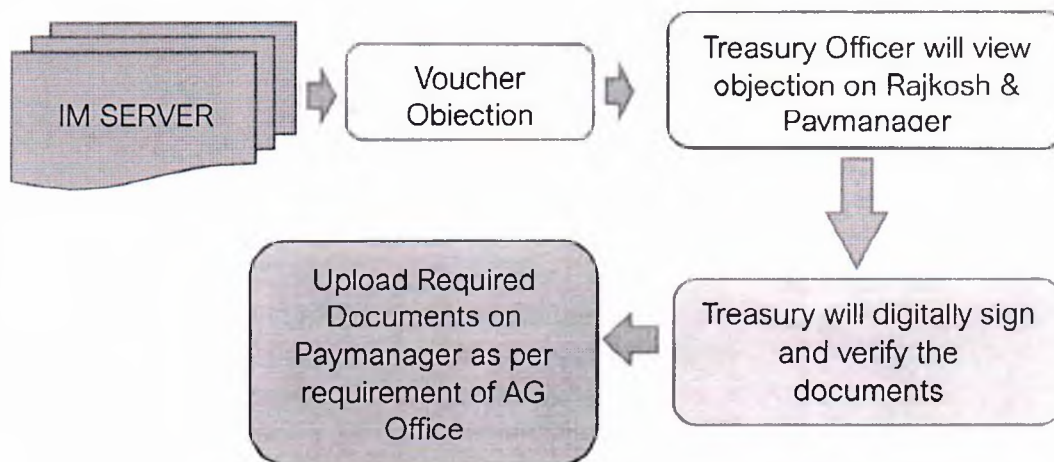 IM SERVER
Voucher
Obiection
Treasury Officer will view
objection on Rajkosh &
Pavmanager
Treasury will digitally sign
and verify the
documents
Upload Required
Documents on
Paymanager as per
requirement of AG
Office